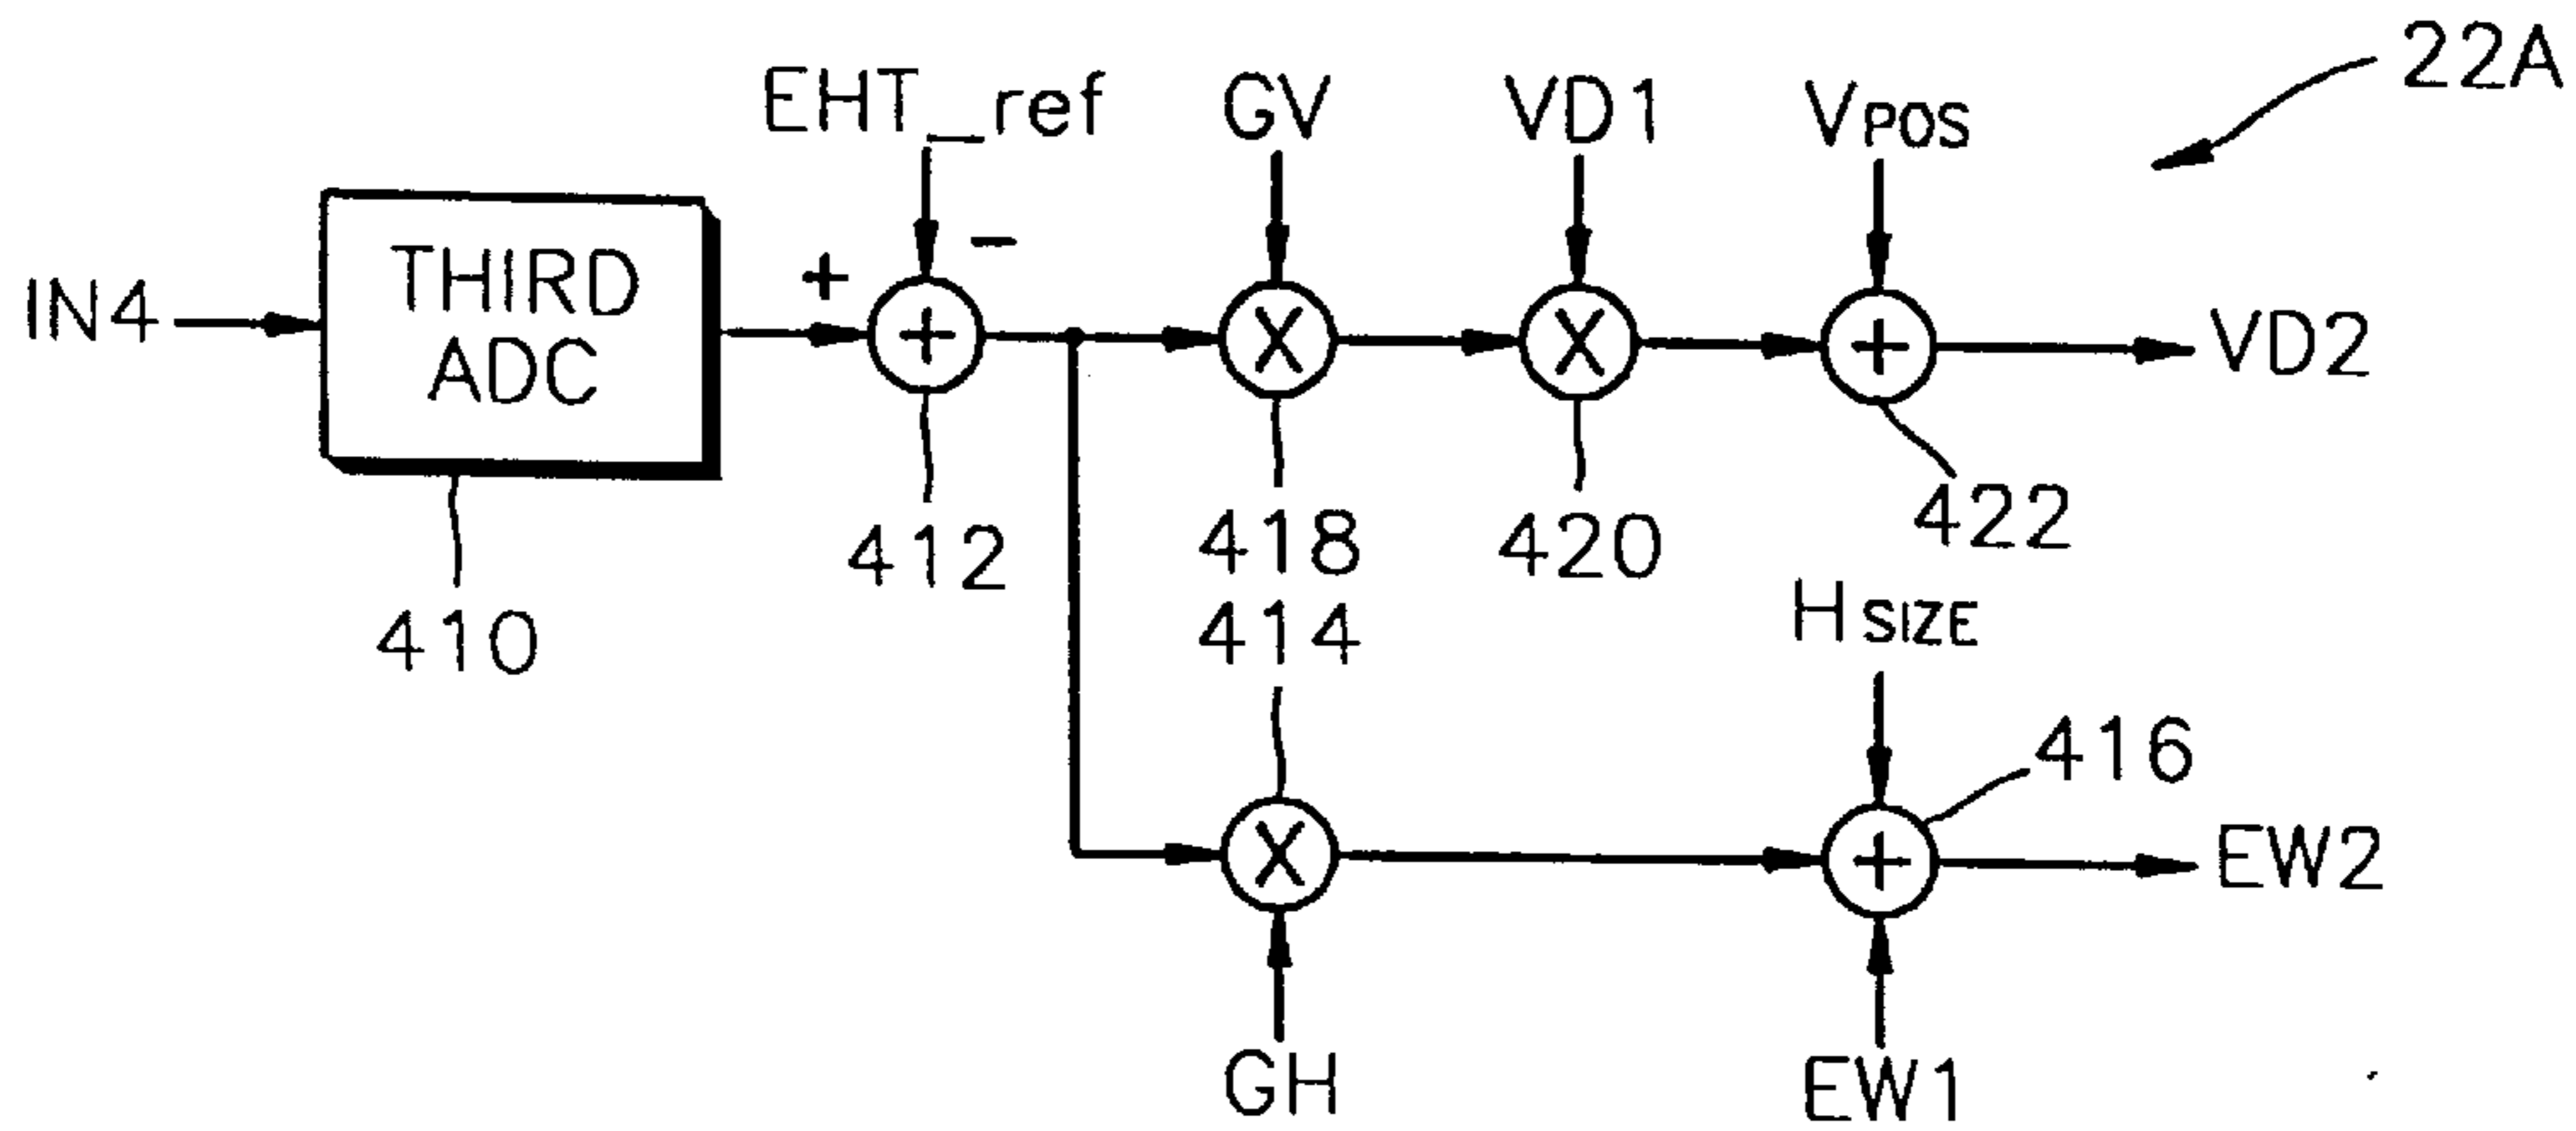 22A
EHT_ref
GV
VD1
VPOS
+
−
IN4
THIRD
ADC
+
X
X
+
VD2
410
412
418
420
422
414
HSIZE
416
X
+
EW2
GH
EW1